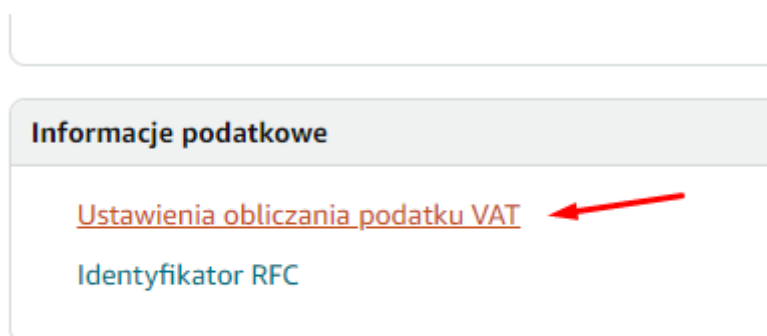 Informacje podatkowe
Ustawienia obliczania podatku VAT
Identyfikator RFC